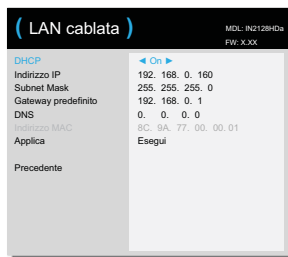 ( LAN cablata )
MDL: IN2128HDa
FW: X.XX
DHCP ◄ On ►
Indirizzo IP 192. 168. 0. 160
Subnet Mask 255. 255. 255. 0
Gateway predefinito 192. 168. 0. 1
DNS 0. 0. 0. 0
Indirizzo MAC 8C. 9A. 77. 00. 00. 01
Applica Esegui
Precedente